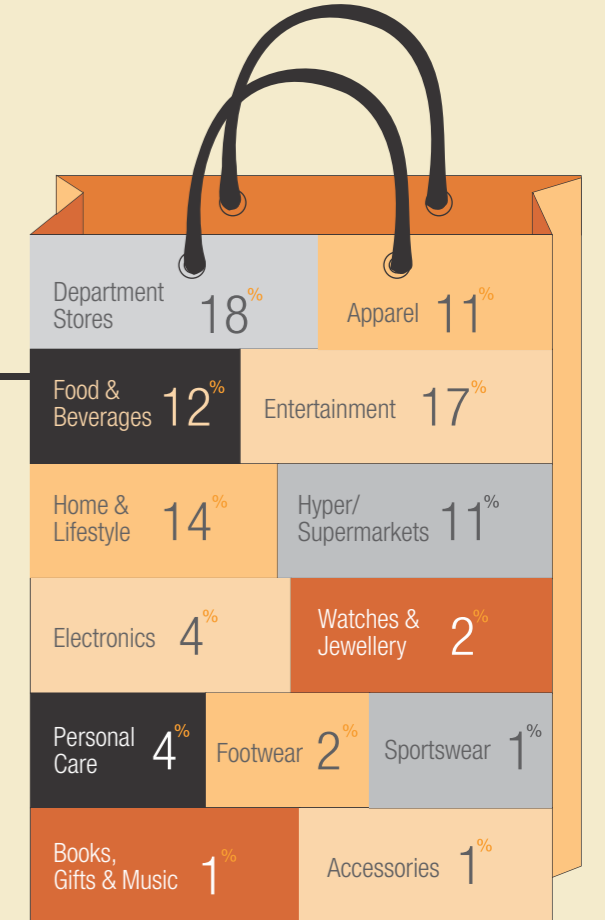 Department
Stores
18%
Apparel 11%
Food &
Beverages
12%
Entertainment 17%
Home &
Lifestyle
14%
Hyper/
Supermarkets
11%
Electronics 4%
Watches &
Jewellery
2%
Personal
Care
4%
Footwear 2%
Sportswear 1%
Books,
Gifts & Music
1%
Accessories 1%